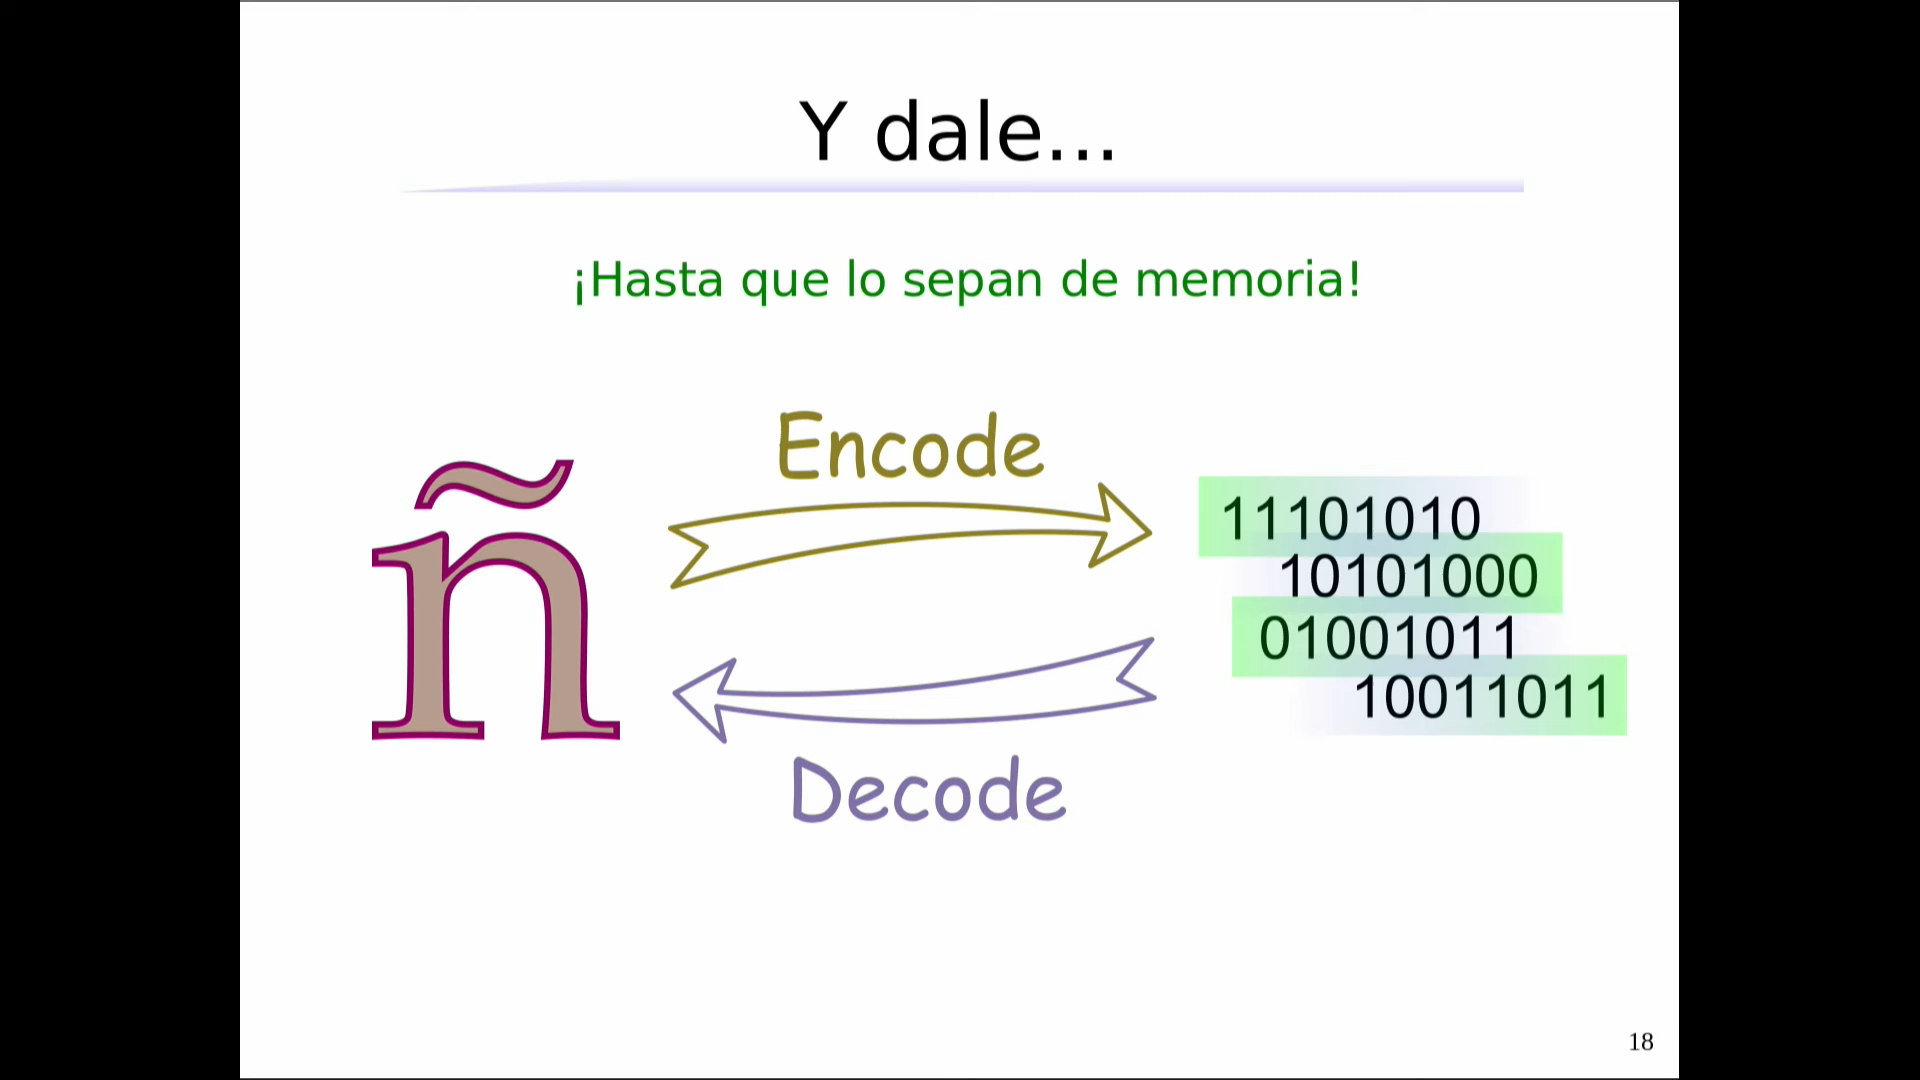 Y dale...
¡Hasta que lo sepan de memoria!
Encode
ñ
11101010
10101000
01001011
10011011
Decode
18